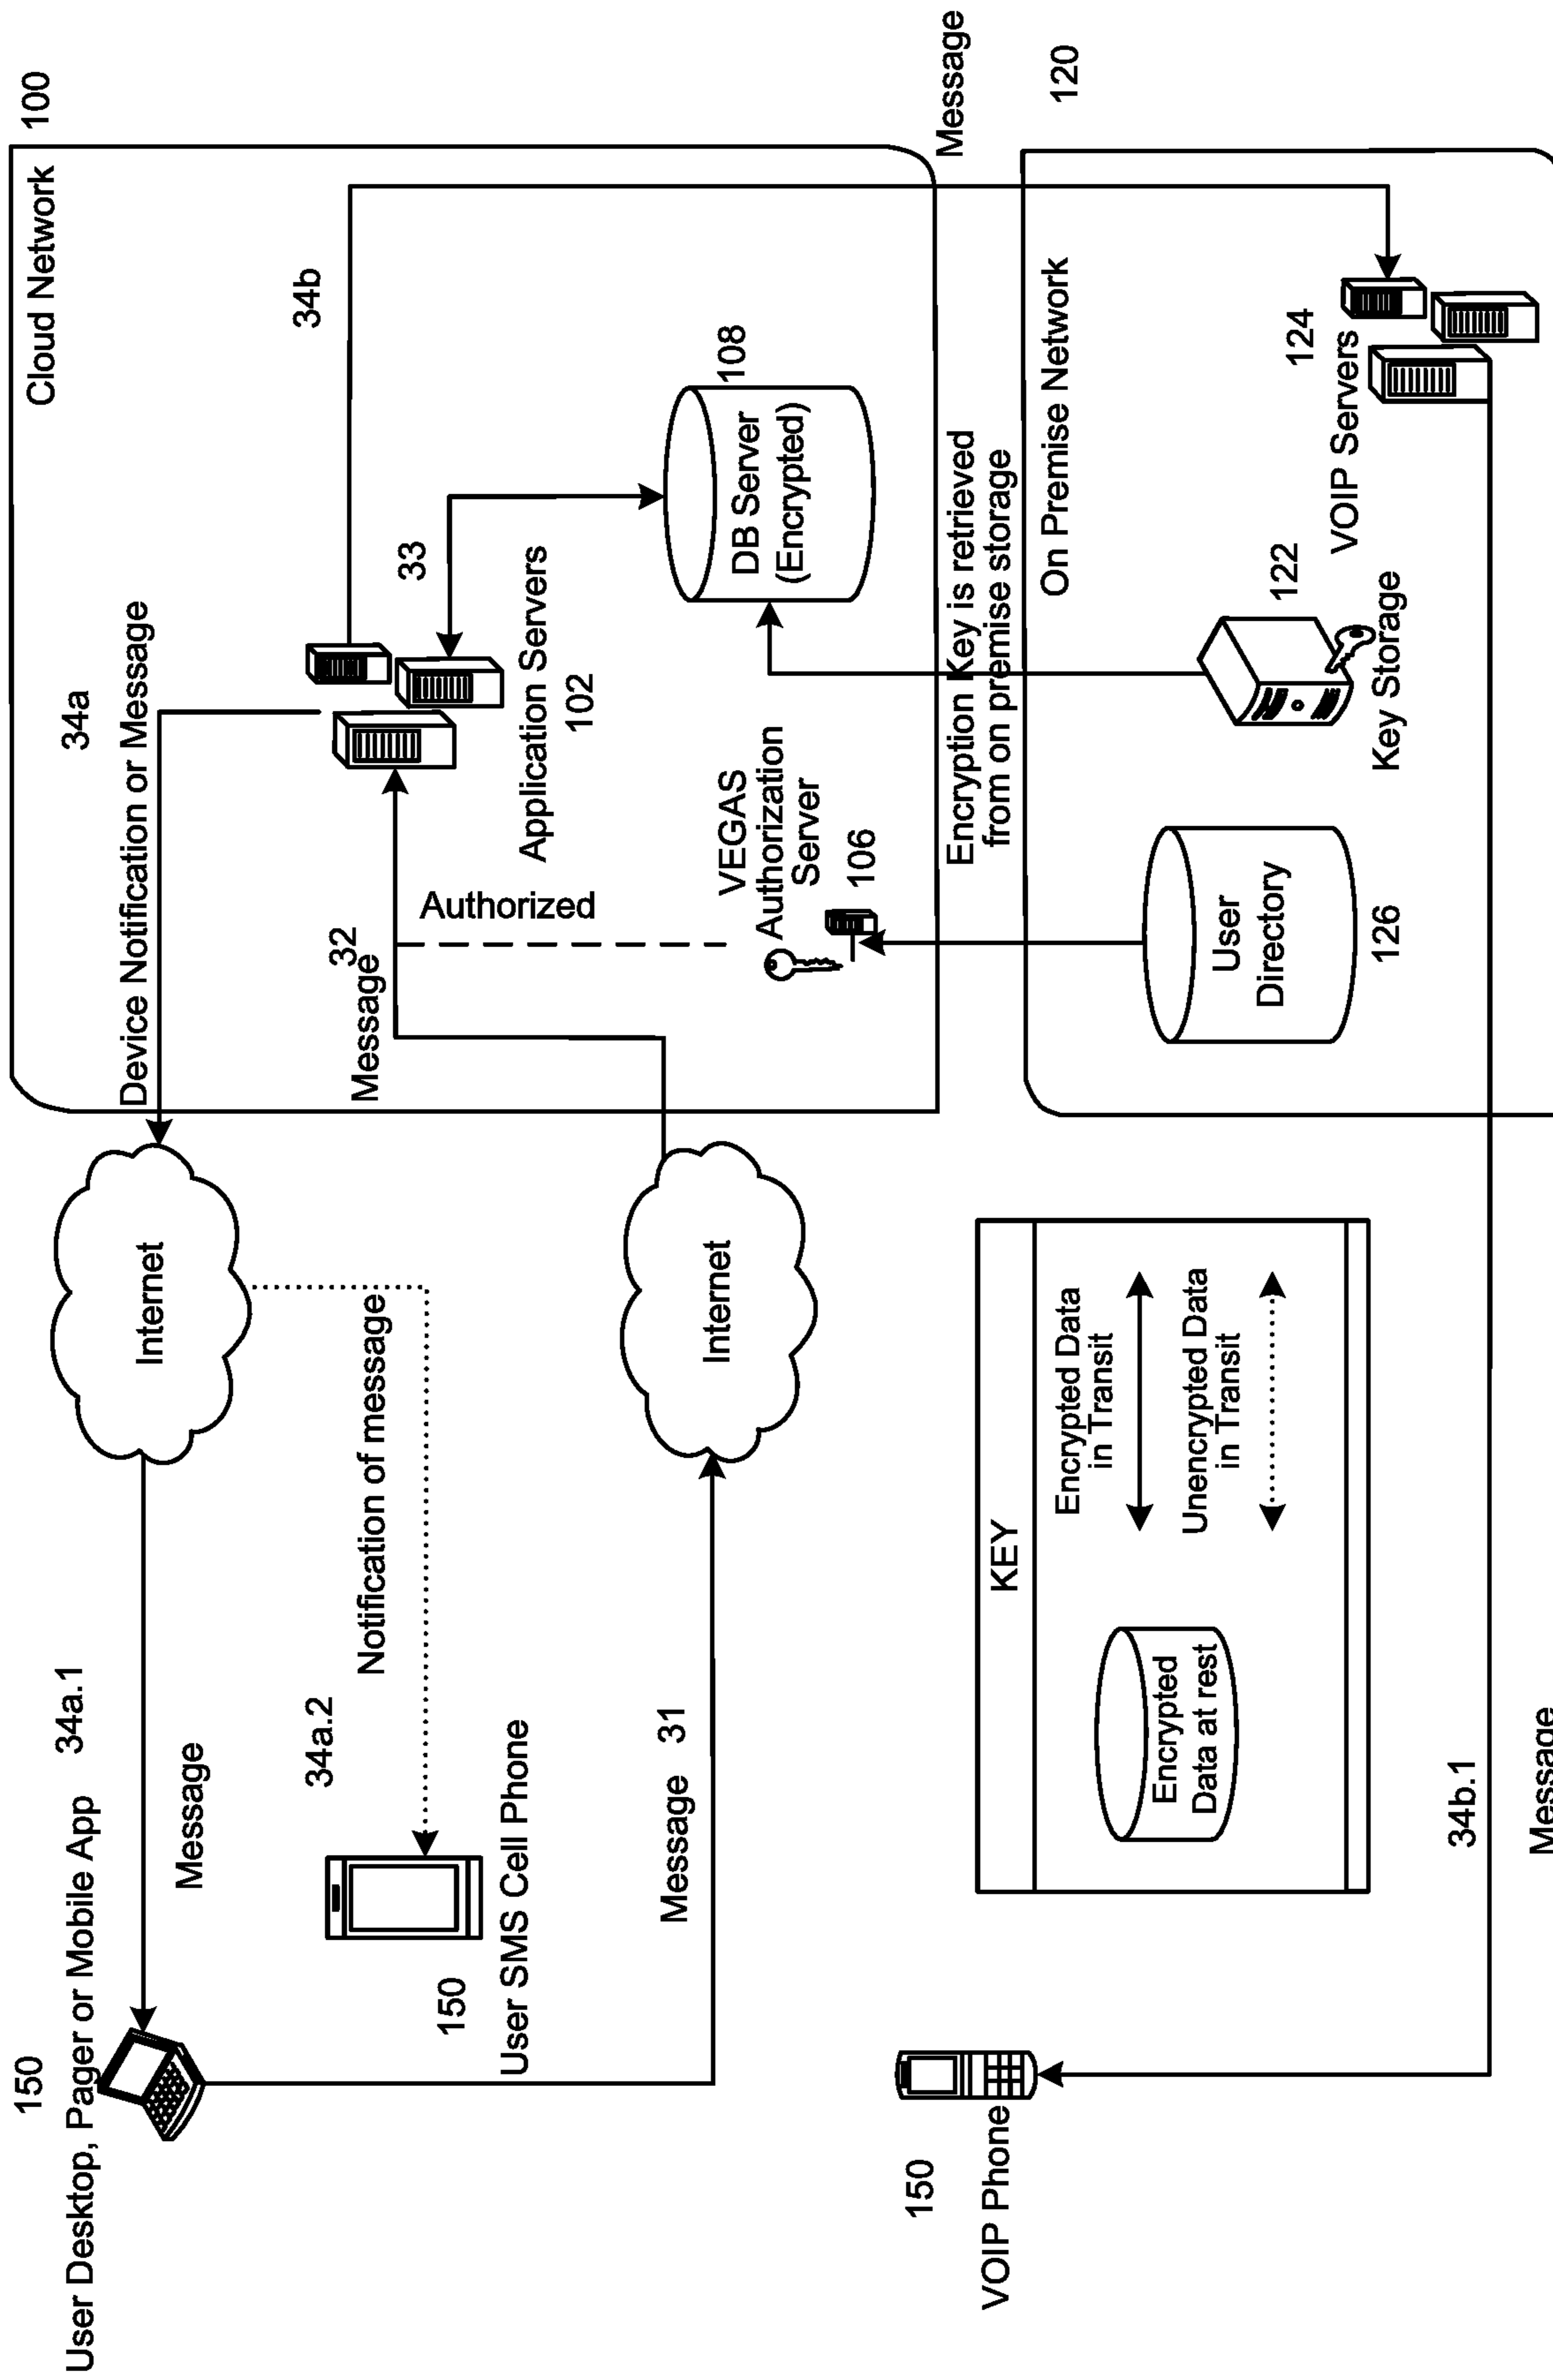 150
User Desktop, Pager or Mobile App
34a.1
Message
Internet
34a
Device Notification or Message
Cloud Network
100
34a.2
Notification of message
150
User SMS Cell Phone
32
Message
Authorized
34b
33
Application Servers
102
Message
31
Internet
VEGAS
Authorization
Server
106
108
DB Server
(Encrypted)
Encryption Key is retrieved
from on premise storage
Message
120
On Premise Network
150
VOIP Phone
KEY
Encrypted
Data at rest
Encrypted Data
in Transit
Unencrypted Data
in Transit
User
Directory
126
122
Key Storage
124
VOIP Servers
34b.1
Message